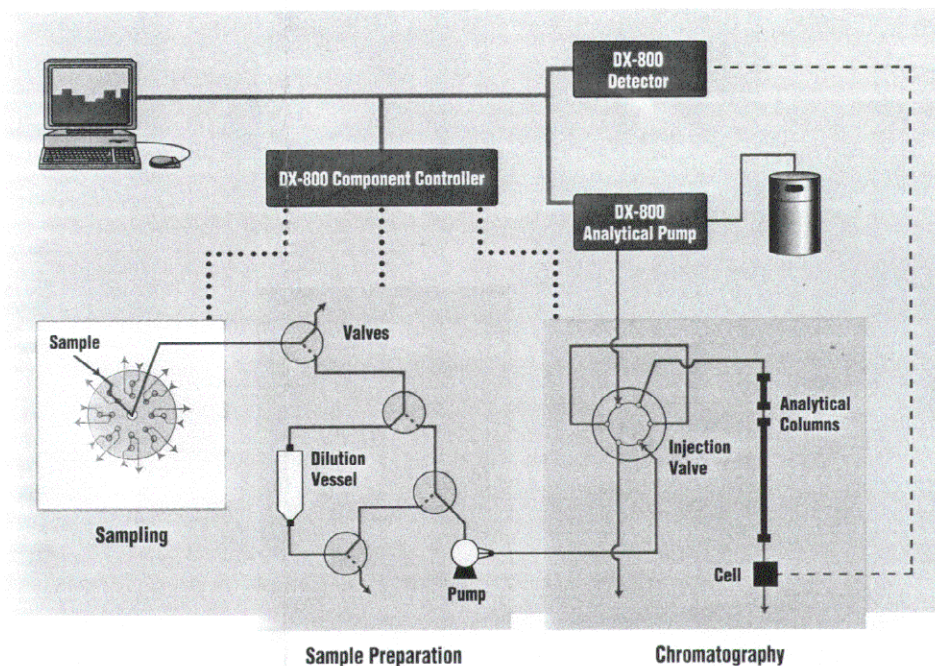 DX-800
Detector
DX-800 Component Controller
DX-800
Analytical Pump
Sample
Valves
Dilution
Vessel
Injection
Valve
Analytical
Columns
Sampling
Pump
Cell
Sample Preparation
Chromatography